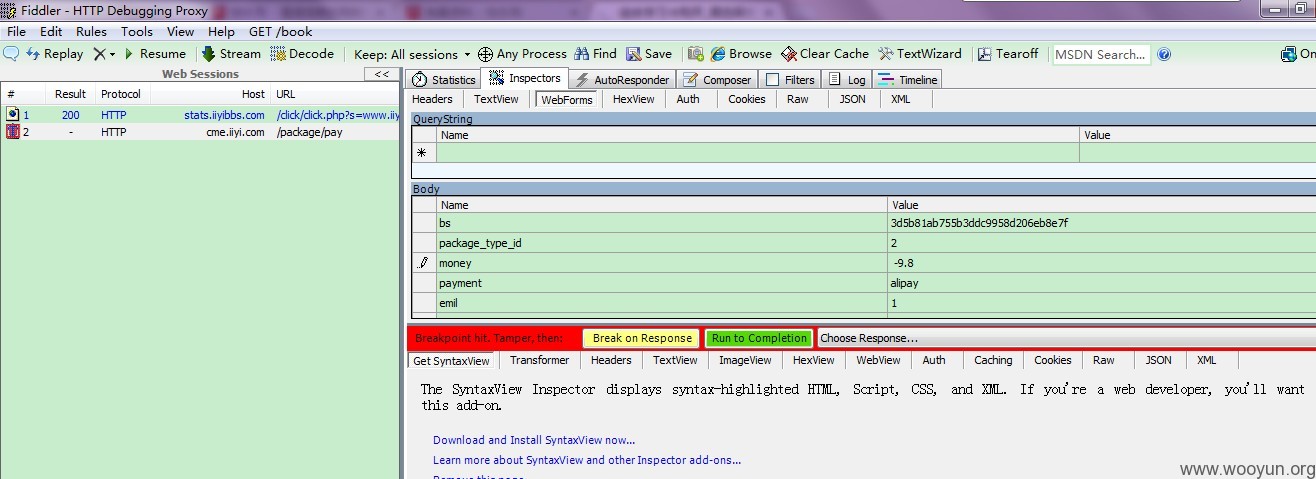 Fiddler - HTTP Debugging Proxy
File Edit Rules Tools View Help GET /book
Replay Resume Stream Decode Keep: All sessions Any Process Find Save Browse Clear Cache TextWizard Tearoff MSDN Search... On
Web Sessions <<
Statistics Inspectors AutoResponder Composer Filters Log Timeline
# Result Protocol Host URL
Headers TextView WebForms HexView Auth Cookies Raw JSON XML
1 200 HTTP stats.iiyibbs.com /click/click.php?s=www.iiy
2 - HTTP cme.iiyi.com /package/pay
QueryString
Name Value
*
Body
Name Value
bs 3d5b81ab755b3ddc9958d206eb8e7f
package_type_id 2
money -9.8
payment alipay
emil 1
Breakpoint hit. Tamper, then: Break on Response Run to Completion Choose Response...
Get SyntaxView Transformer Headers TextView ImageView HexView WebView Auth Caching Cookies Raw JSON XML
The SyntaxView Inspector displays syntax-highlighted HTML, Script, CSS, and XML. If you're a web developer, you'll want
this add-on.
Download and Install SyntaxView now...
Learn more about SyntaxView and other Inspector add-ons...
Remove this page
www.wooyun.org